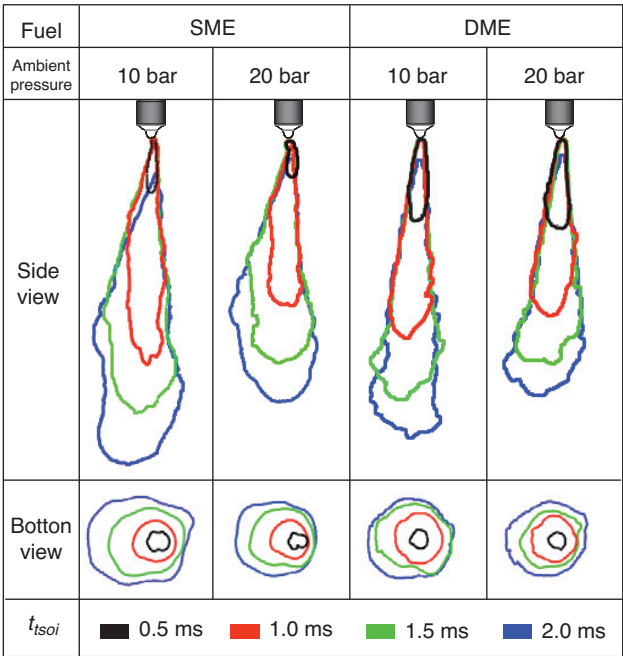 Fuel SME DME
Ambient pressure 10 bar 20 bar 10 bar 20 bar
Side view
Botton view
t_tsoi 0.5 ms 1.0 ms 1.5 ms 2.0 ms